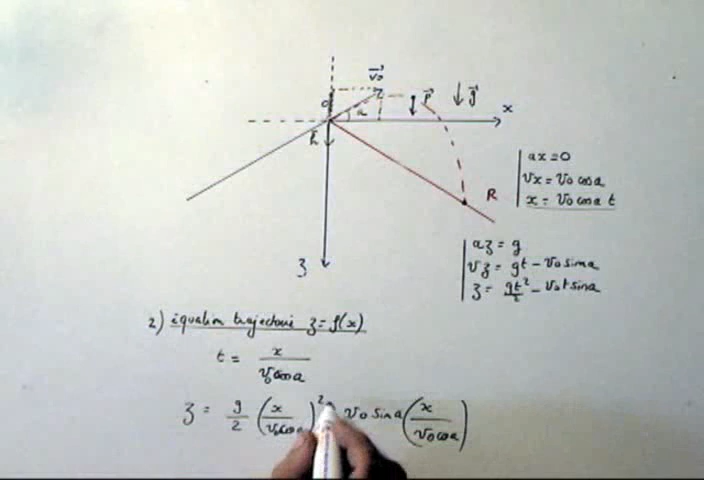 v0
o
a
P
g
x
k
R
z
ax = 0
vx = v0 cos a
x = v0 cos a t
az = g
vz = gt - v0 sin a
z = gt²/2 - v0 t sin a
2) équation trajectoire z = f(x)
t = x / v0 cos a
z = g/2 (x / v0 cos a)² v0 sin a (x / v0 cos a)